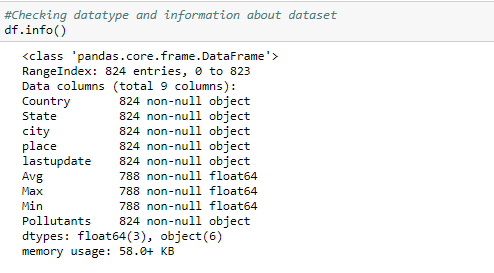 #Checking datatype and information about dataset
df.info()
<class 'pandas.core.frame.DataFrame'>
RangeIndex: 824 entries, 0 to 823
Data columns (total 9 columns):
Country       824 non-null object
State         824 non-null object
city          824 non-null object
place         824 non-null object
lastupdate    824 non-null object
Avg           788 non-null float64
Max           788 non-null float64
Min           788 non-null float64
Pollutants    824 non-null object
dtypes: float64(3), object(6)
memory usage: 58.0+ KB